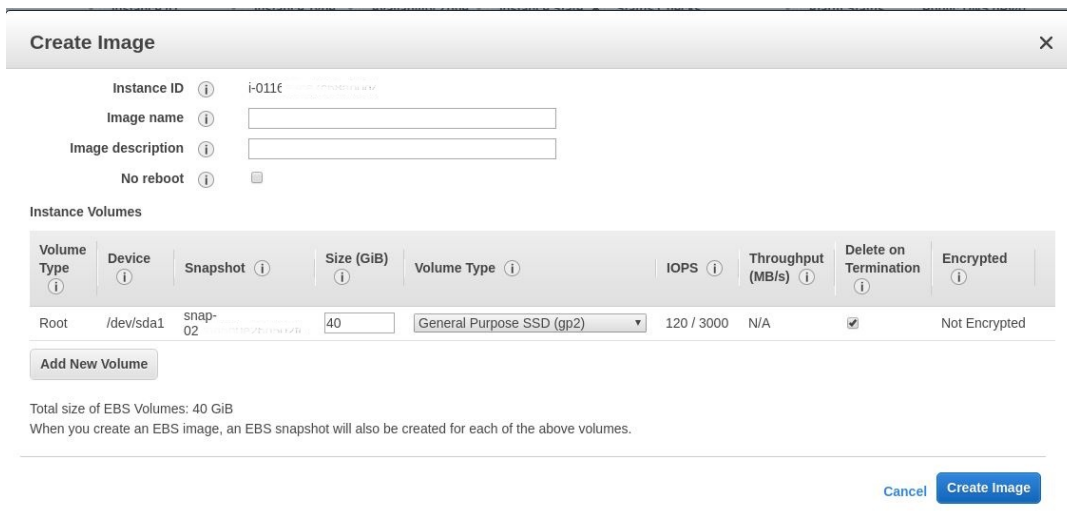 Create Image
Instance ID i-0116
Image name
Image description
No reboot
Instance Volumes
Volume Type Device Snapshot Size (GiB) Volume Type IOPS Throughput (MB/s) Delete on Termination Encrypted
Root /dev/sda1 snap-02 40 General Purpose SSD (gp2) 120 / 3000 N/A Not Encrypted
Add New Volume
Total size of EBS Volumes: 40 GiB
When you create an EBS image, an EBS snapshot will also be created for each of the above volumes.
Cancel Create Image